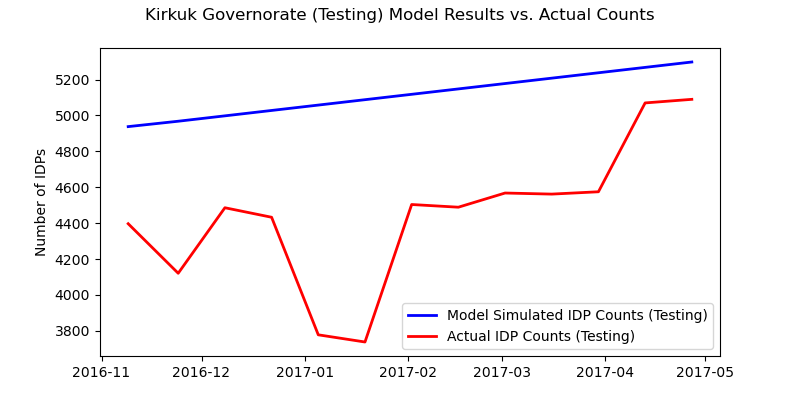 Kirkuk Governorate (Testing) Model Results vs. Actual Counts
Number of IDPs
5200
5000
4800
4600
4400
4200
4000
3800
Model Simulated IDP Counts (Testing)
Actual IDP Counts (Testing)
2016-11 2016-12 2017-01 2017-02 2017-03 2017-04 2017-05